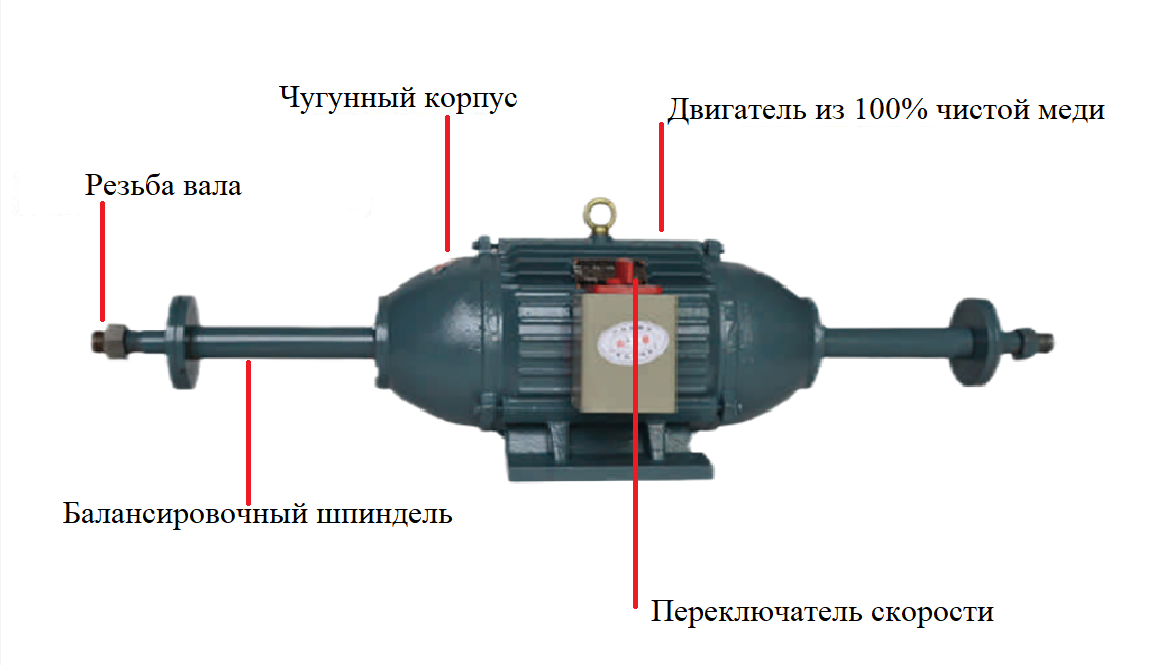 Чугунный корпус
Двигатель из 100% чистой меди
Резьба вала
Балансировочный шпиндель
Переключатель скорости